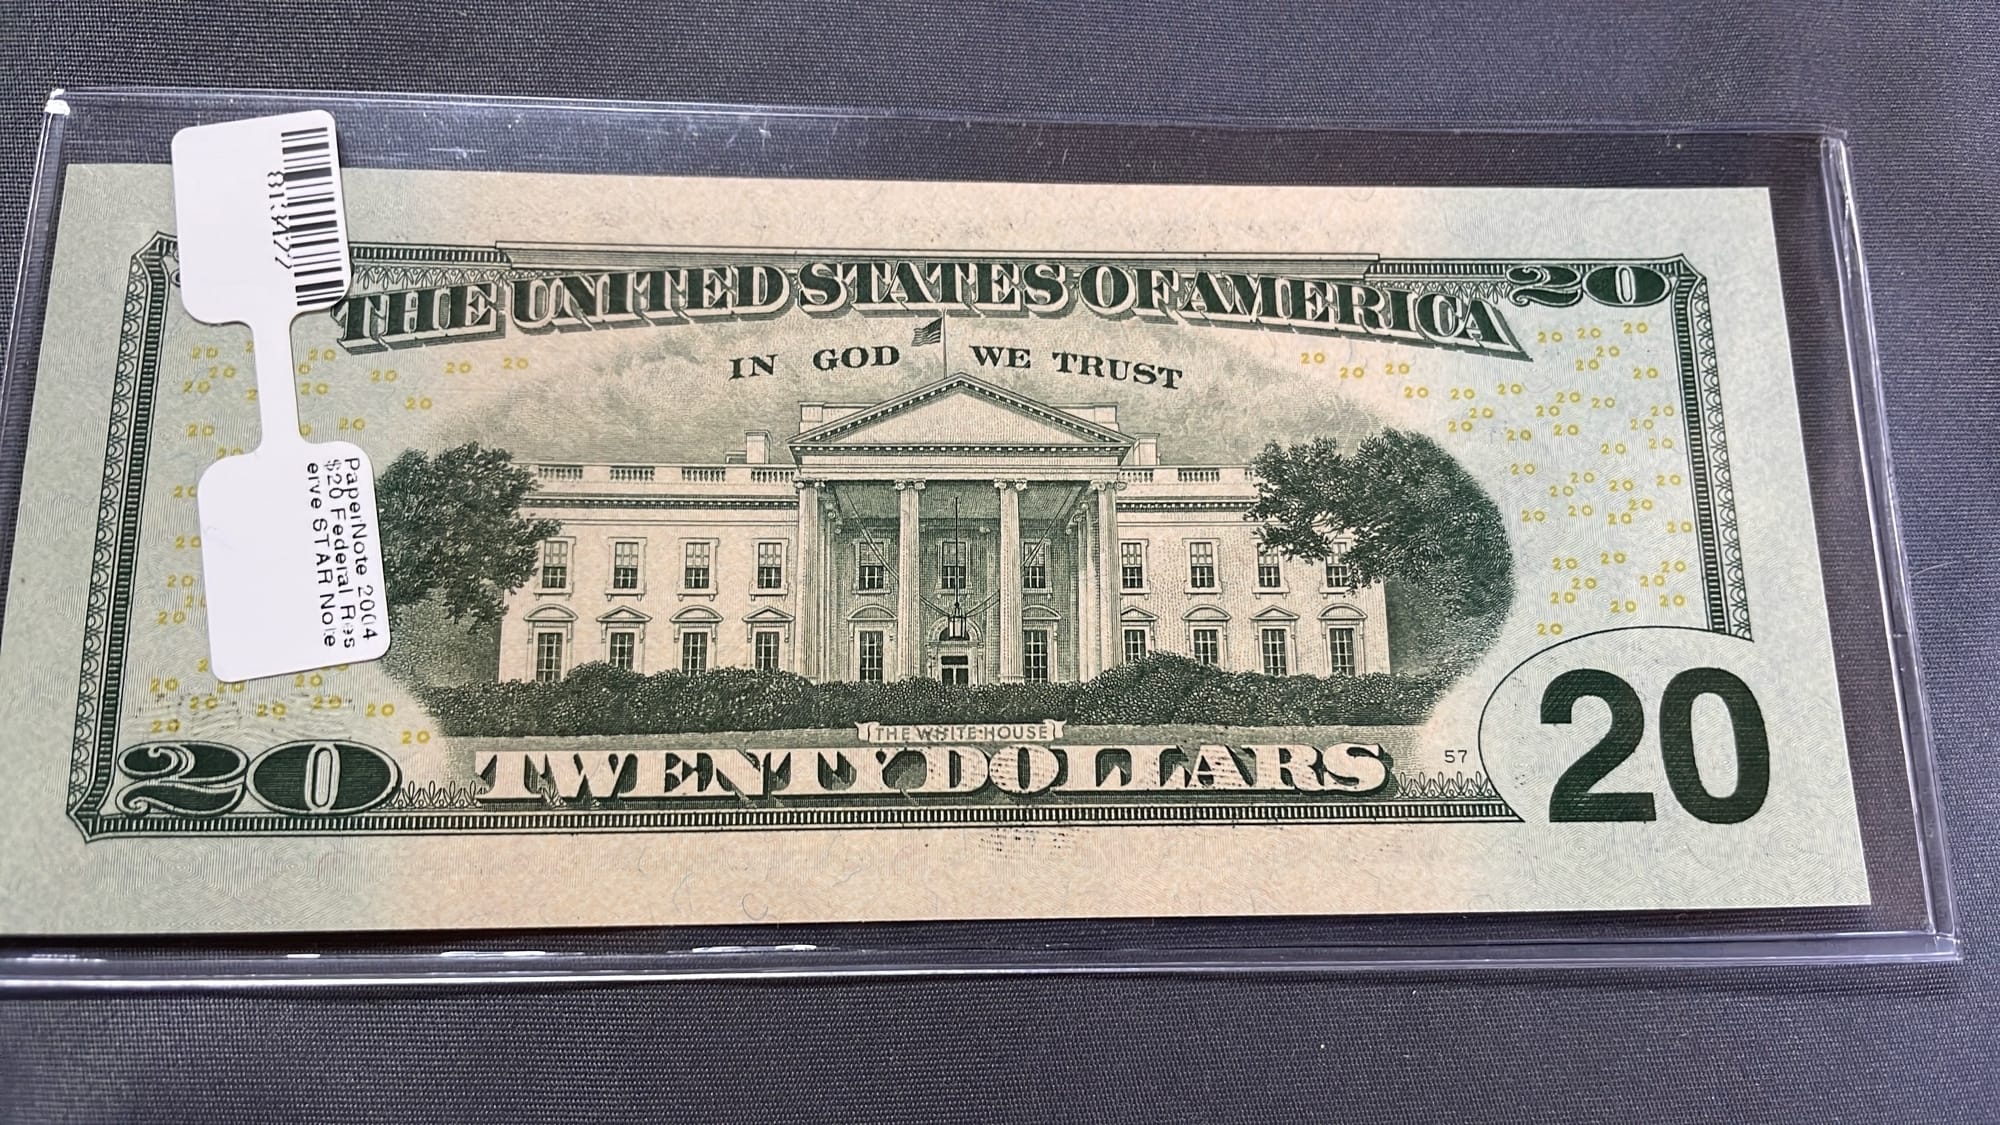 THE UNITED STATES OF AMERICA
20
IN GOD WE TRUST
THE WHITE HOUSE
20
TWENTY DOLLARS
57
20
PaperNote 2004
$20 Federal Res
erve STAR Note